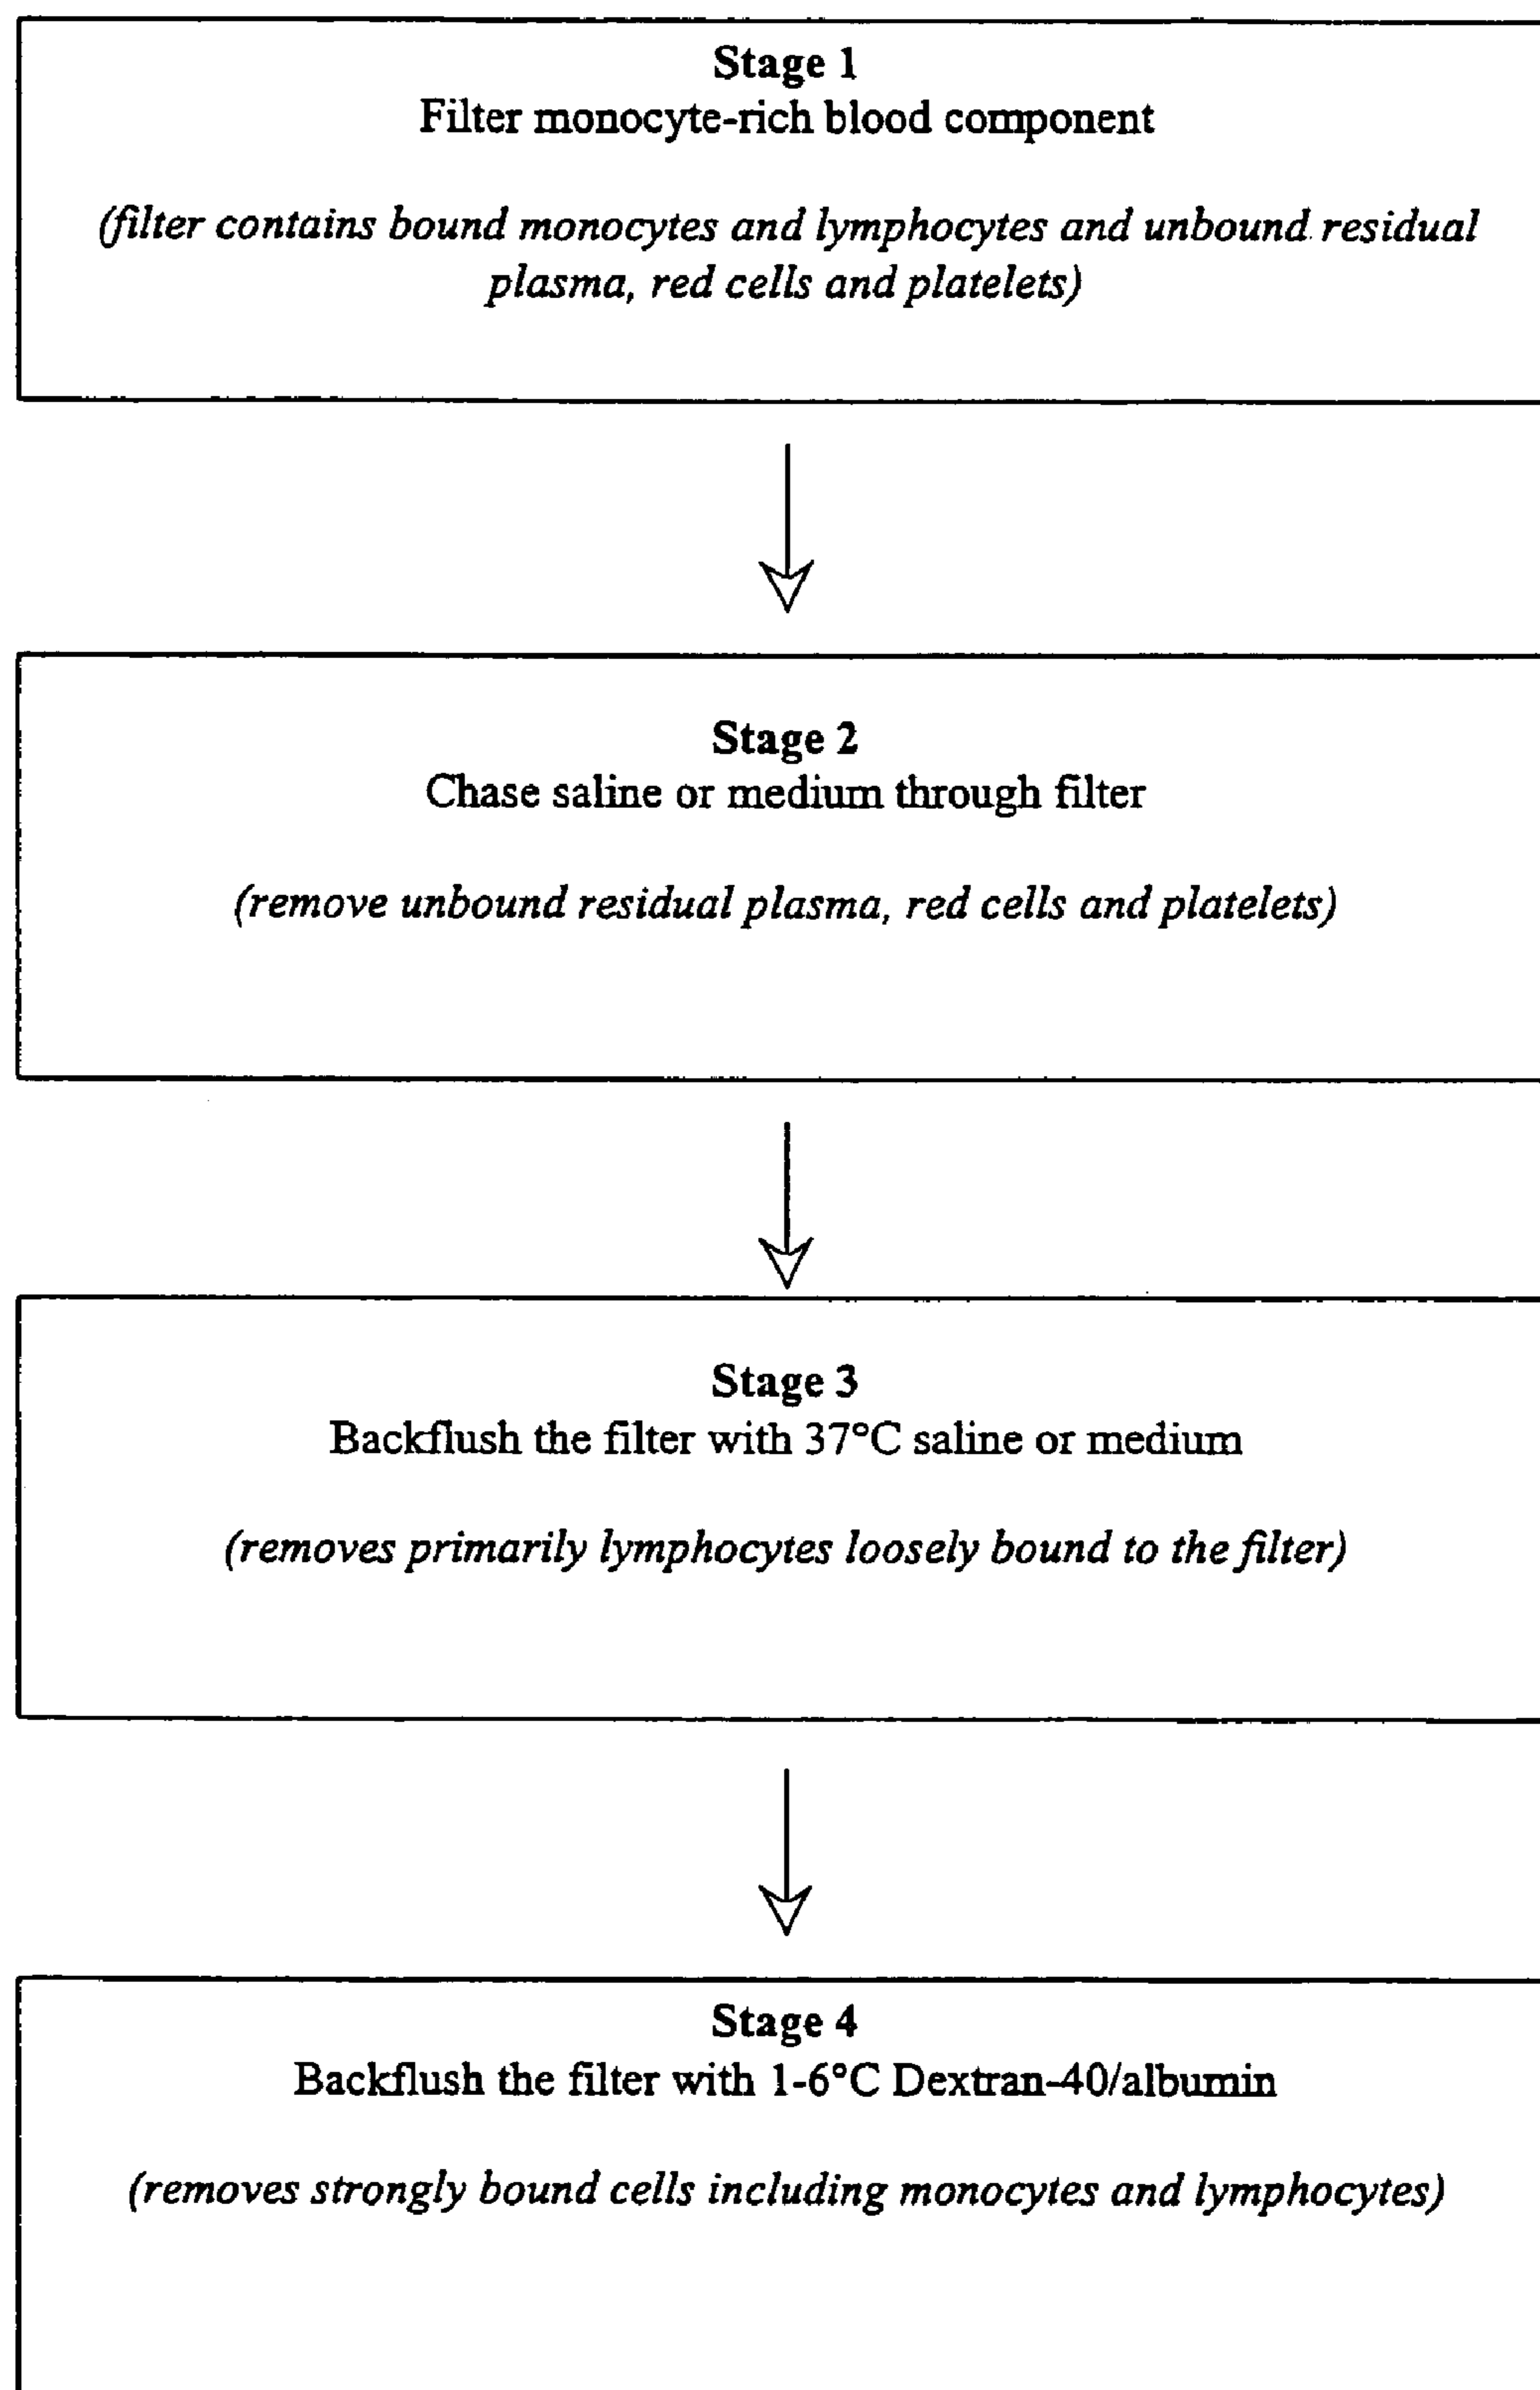 Stage 1
Filter monocyte-rich blood component
(filter contains bound monocytes and lymphocytes and unbound residual
plasma, red cells and platelets)
Stage 2
Chase saline or medium through filter
(remove unbound residual plasma, red cells and platelets)
Stage 3
Backflush the filter with 37°C saline or medium
(removes primarily lymphocytes loosely bound to the filter)
Stage 4
Backflush the filter with 1-6°C Dextran-40/albumin
(removes strongly bound cells including monocytes and lymphocytes)